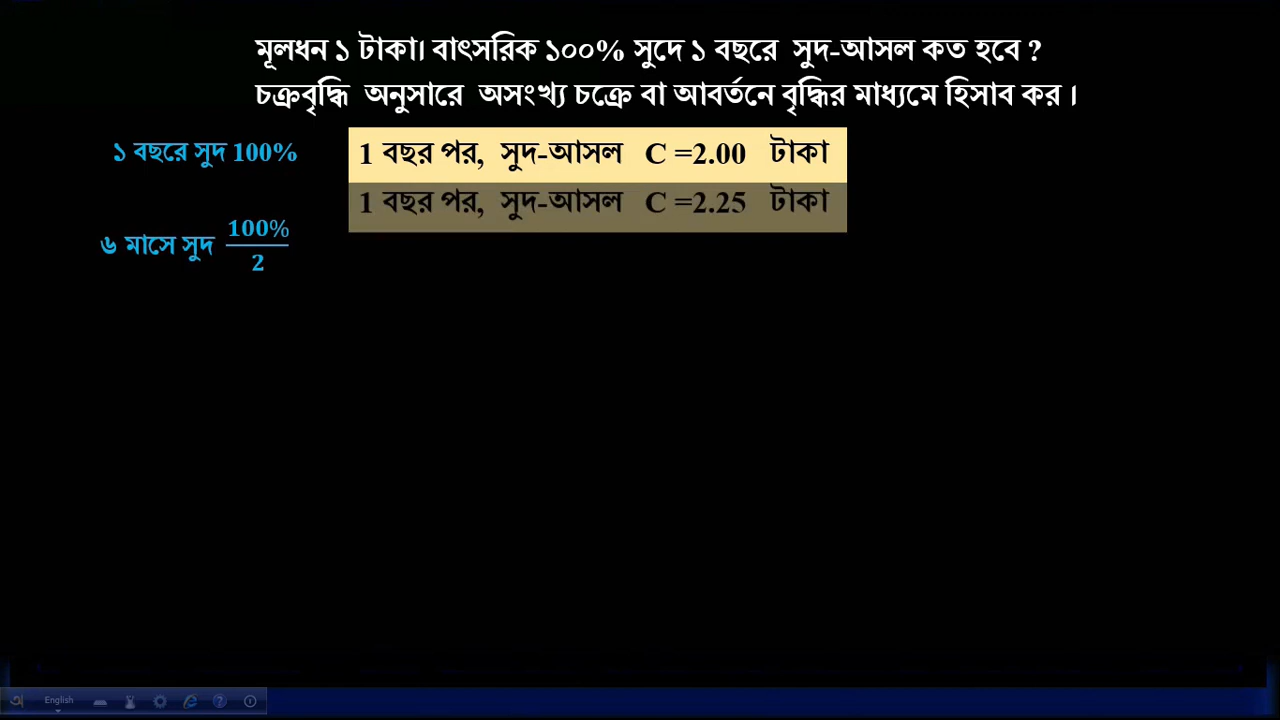 মূলধন ১ টাকা। বাৎসরিক ১০০% সুদে ১ বছরে সুদ-আসল কত হবে ?
চক্রবৃদ্ধি অনুসারে অসংখ্য চক্রে বা আবর্তনে বৃদ্ধির মাধ্যমে হিসাব কর।
১ বছরে সুদ 100%
1 বছর পর, সুদ-আসল C =2.00 টাকা
1 বছর পর, সুদ-আসল C =2.25 টাকা
৬ মাসে সুদ 100%/2
অ English